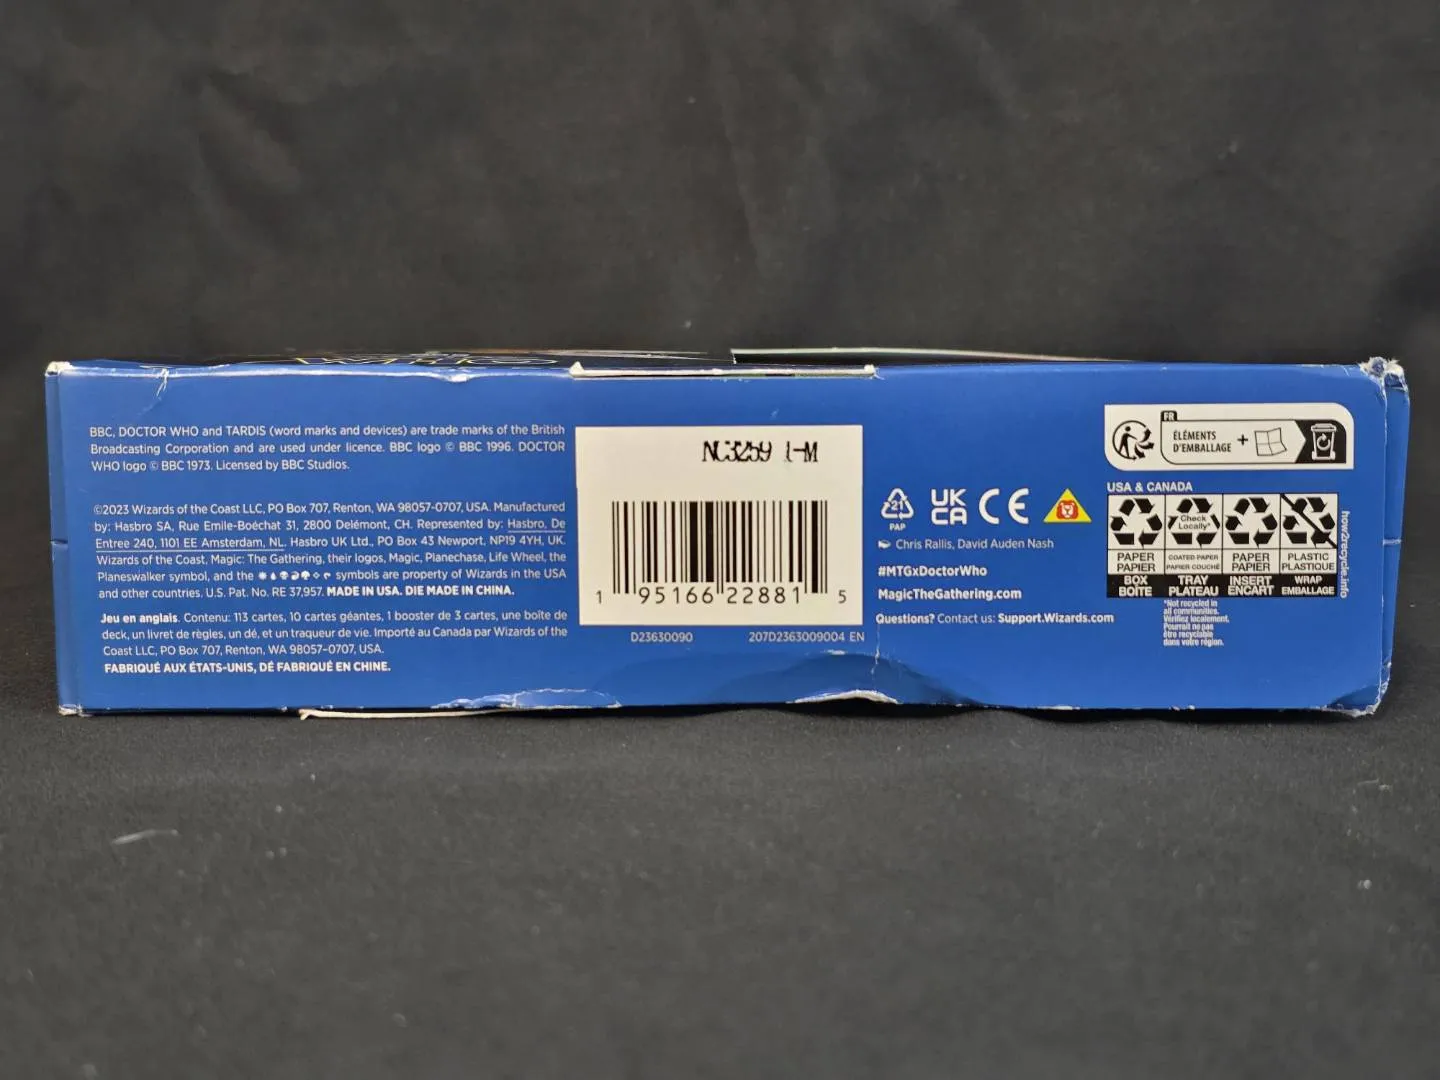 BBC, DOCTOR WHO and TARDIS (word marks and devices) are trade marks of the British
Broadcasting Corporation and are used under licence. BBC logo © BBC 1996. DOCTOR
WHO logo © BBC 1973. Licensed by BBC Studios.
©2023 Wizards of the Coast LLC, PO Box 707, Renton, WA 98057-0707, USA. Manufactured
by: Hasbro SA, Rue Emile-Boéchat 31, 2800 Delémont, CH. Represented by: Hasbro, De
Entree 240, 1101 EE Amsterdam, NL. Hasbro UK Ltd., PO Box 43 Newport, NP19 4YH, UK.
Wizards of the Coast, Magic: The Gathering, their logos, Magic, Planechase, Life Wheel, the
Planeswalker symbol, and the symbols are property of Wizards in the USA
and other countries. U.S. Pat. No. RE 37,957. MADE IN USA. DIE MADE IN CHINA.
Jeu en anglais. Contenu: 113 cartes, 10 cartes géantes, 1 booster de 3 cartes, une boîte de
deck, un livret de règles, un dé, et un traqueur de vie. Importé au Canada par Wizards of the
Coast LLC, PO Box 707, Renton, WA 98057-0707, USA.
FABRIQUÉ AUX ÉTATS-UNIS, DÉ FABRIQUÉ EN CHINE.
NC3259 1-M
1 95166 22881 5
D23630090 207D2363009004 EN
21
PAP
UK
CA
CE
Chris Rallis, David Auden Nash
#MTGxDoctorWho
MagicTheGathering.com
Questions? Contact us: Support.Wizards.com
FR
ÉLÉMENTS
D'EMBALLAGE +
USA & CANADA
Check
Locally*
PAPER
PAPIER
BOX
BOÎTE
COATED PAPER
PAPIER COUCHÉ
TRAY
PLATEAU
PAPER
PAPIER
INSERT
ENCART
PLASTIC
PLASTIQUE
WRAP
EMBALLAGE
how2recycle.info
*Not recycled in
all communities.
Vérifiez localement.
Pourrait ne pas
être recyclable
dans votre région.